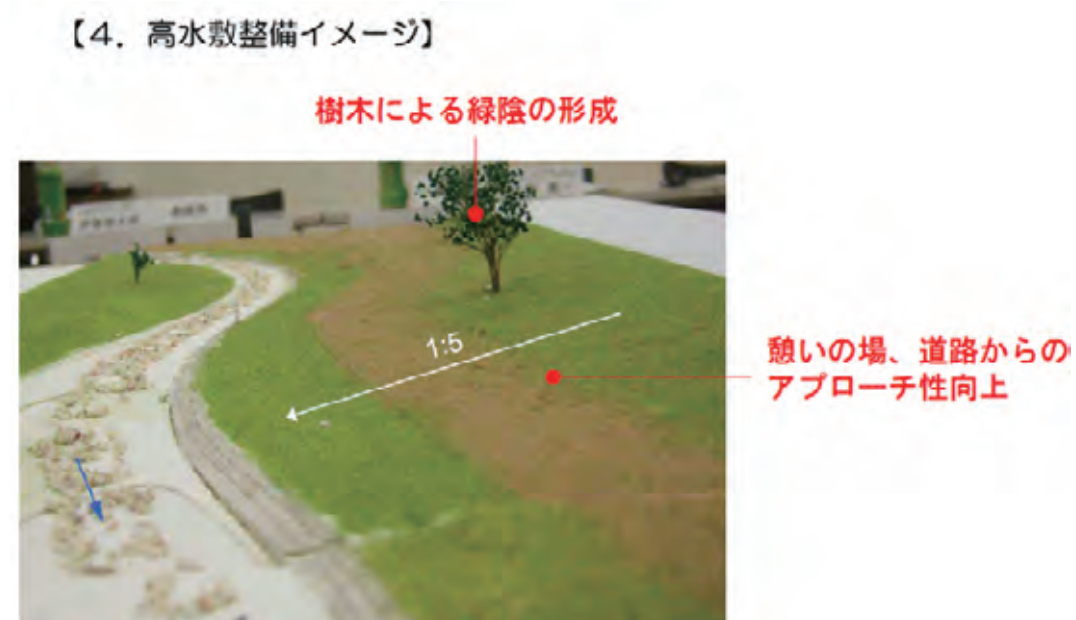 【4. 高水敷整備イメージ】
樹木による緑陰の形成
1:5
憩いの場、道路からの
アプローチ性向上